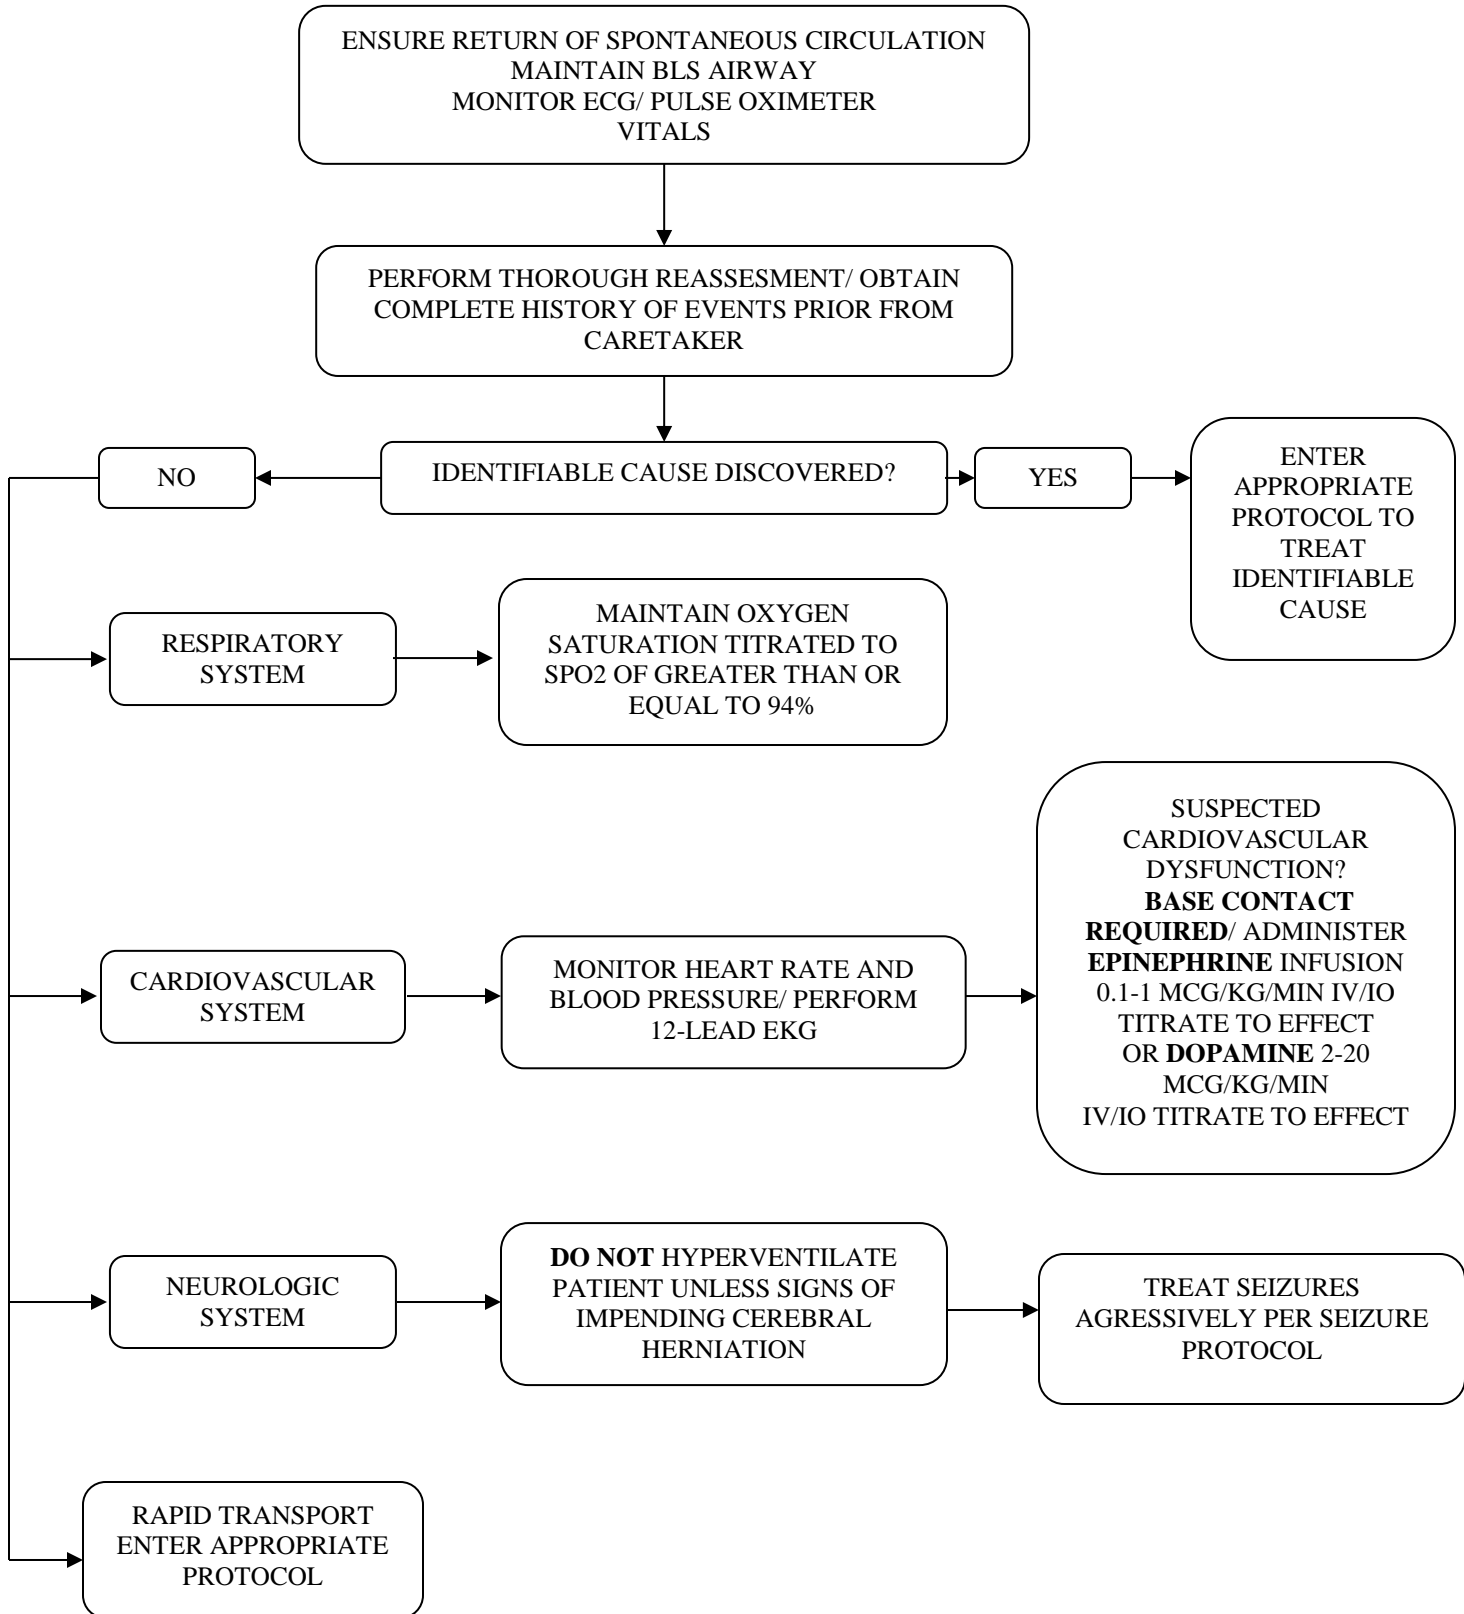 ENSURE RETURN OF SPONTANEOUS CIRCULATION
MAINTAIN BLS AIRWAY
MONITOR ECG/ PULSE OXIMETER
VITALS
PERFORM THOROUGH REASSESMENT/ OBTAIN
COMPLETE HISTORY OF EVENTS PRIOR FROM
CARETAKER
NO
IDENTIFIABLE CAUSE DISCOVERED?
YES
ENTER
APPROPRIATE
PROTOCOL TO
TREAT
IDENTIFIABLE
CAUSE
RESPIRATORY
SYSTEM
MAINTAIN OXYGEN
SATURATION TITRATED TO
SPO2 OF GREATER THAN OR
EQUAL TO 94%
CARDIOVASCULAR
SYSTEM
MONITOR HEART RATE AND
BLOOD PRESSURE/ PERFORM
12-LEAD EKG
SUSPECTED
CARDIOVASCULAR
DYSFUNCTION?
BASE CONTACT
REQUIRED/ ADMINISTER
EPINEPHRINE INFUSION
0.1-1 MCG/KG/MIN IV/IO
TITRATE TO EFFECT
OR DOPAMINE 2-20
MCG/KG/MIN
IV/IO TITRATE TO EFFECT
NEUROLOGIC
SYSTEM
DO NOT HYPERVENTILATE
PATIENT UNLESS SIGNS OF
IMPENDING CEREBRAL
HERNIATION
TREAT SEIZURES
AGRESSIVELY PER SEIZURE
PROTOCOL
RAPID TRANSPORT
ENTER APPROPRIATE
PROTOCOL